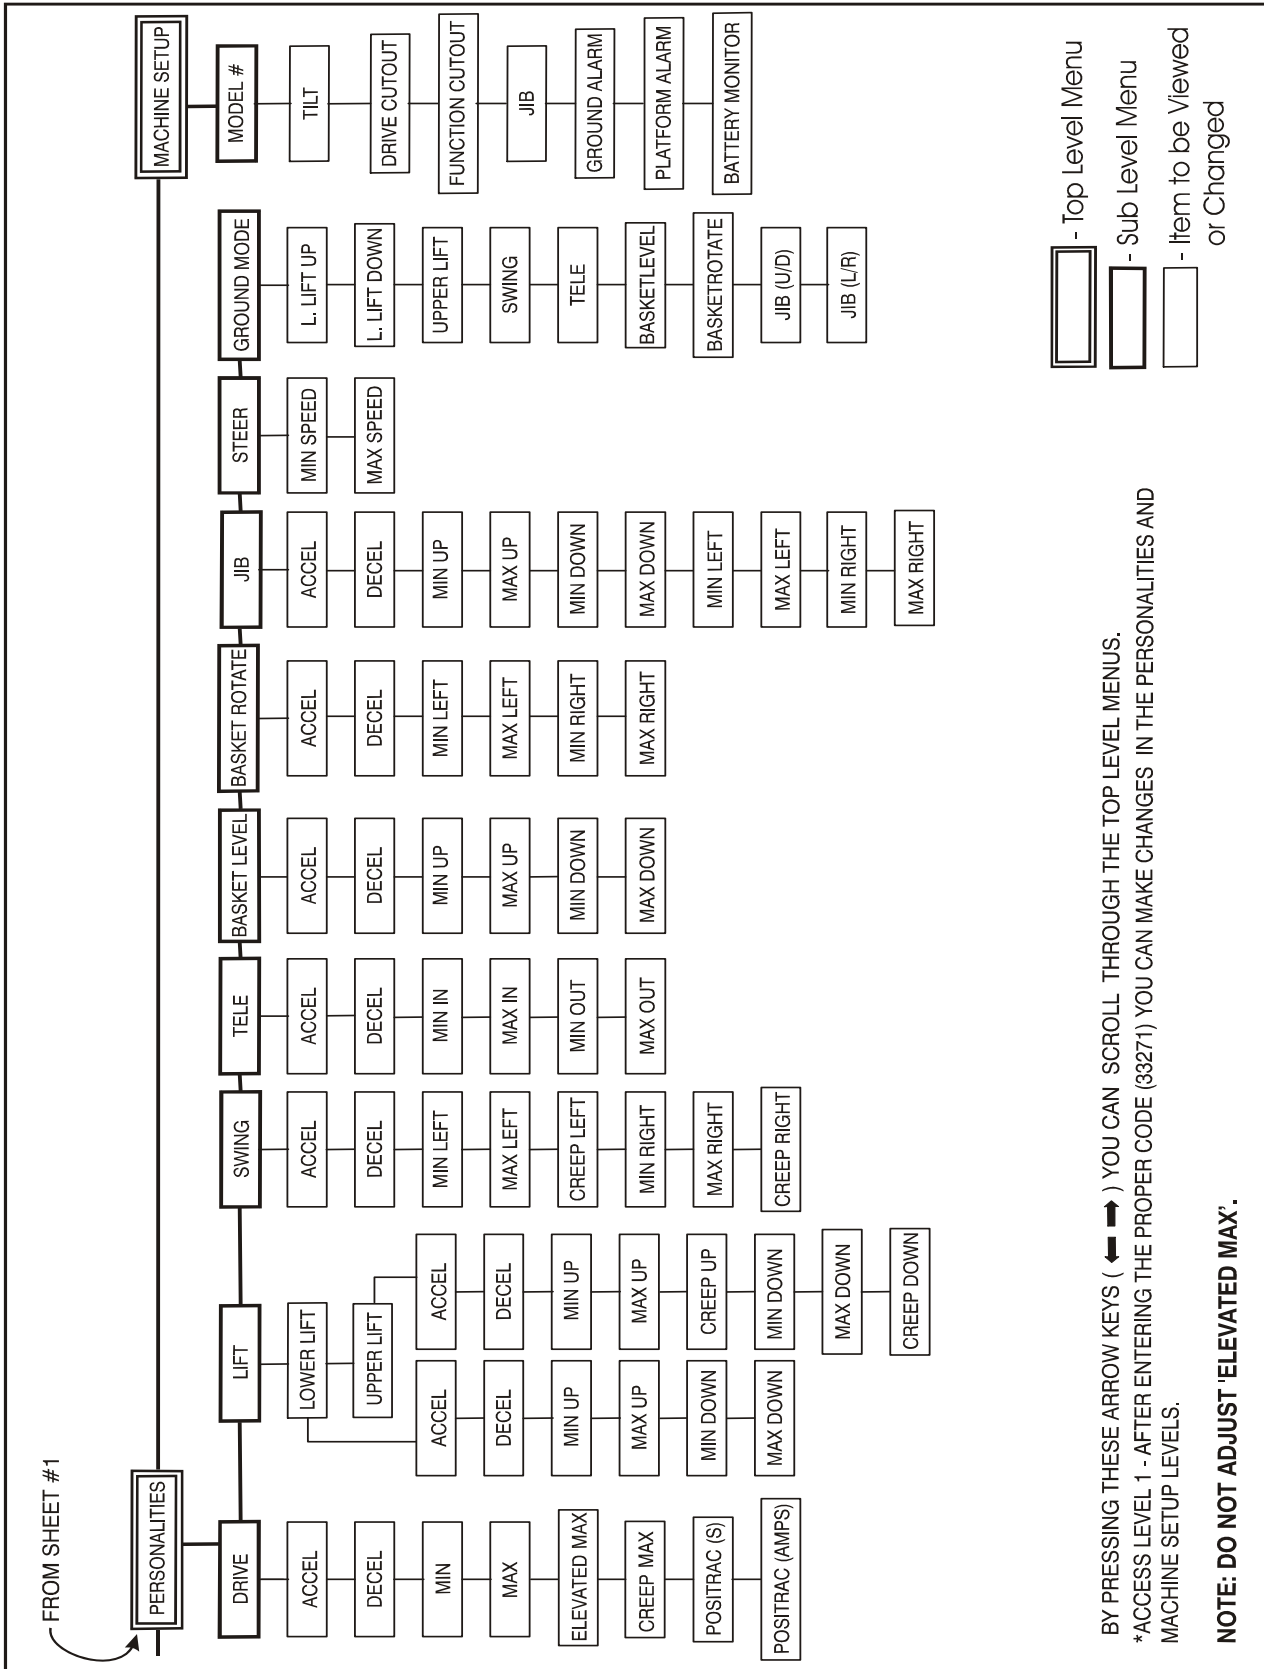 FROM SHEET #1
PERSONALITIES
MACHINE SETUP
DRIVE
ACCEL
DECEL
MIN
MAX
ELEVATED MAX
CREEP MAX
POSITRAC (S)
POSITRAC (AMPS)
LIFT
LOWER LIFT
UPPER LIFT
ACCEL
DECEL
MIN UP
MAX UP
MIN DOWN
MAX DOWN
ACCEL
DECEL
MIN UP
MAX UP
CREEP UP
MIN DOWN
MAX DOWN
CREEP DOWN
SWING
ACCEL
DECEL
MIN LEFT
MAX LEFT
CREEP LEFT
MIN RIGHT
MAX RIGHT
CREEP RIGHT
TELE
ACCEL
DECEL
MIN IN
MAX IN
MIN OUT
MAX OUT
BASKET LEVEL
ACCEL
DECEL
MIN UP
MAX UP
MIN DOWN
MAX DOWN
BASKET ROTATE
ACCEL
DECEL
MIN LEFT
MAX LEFT
MIN RIGHT
MAX RIGHT
JIB
ACCEL
DECEL
MIN UP
MAX UP
MIN DOWN
MAX DOWN
MIN LEFT
MAX LEFT
MIN RIGHT
MAX RIGHT
STEER
MIN SPEED
MAX SPEED
GROUND MODE
L. LIFT UP
L. LIFT DOWN
UPPER LIFT
SWING
TELE
BASKETLEVEL
BASKETROTATE
JIB (U/D)
JIB (L/R)
MODEL #
TILT
DRIVE CUTOUT
FUNCTION CUTOUT
JIB
GROUND ALARM
PLATFORM ALARM
BATTERY MONITOR
BY PRESSING THESE ARROW KEYS ( ⬅ ➡ ) YOU CAN SCROLL THROUGH THE TOP LEVEL MENUS.
*ACCESS LEVEL 1 - AFTER ENTERING THE PROPER CODE (33271) YOU CAN MAKE CHANGES IN THE PERSONALITIES AND
MACHINE SETUP LEVELS.
NOTE: DO NOT ADJUST 'ELEVATED MAX'.
- Top Level Menu
- Sub Level Menu
- Item to be Viewed
or Changed